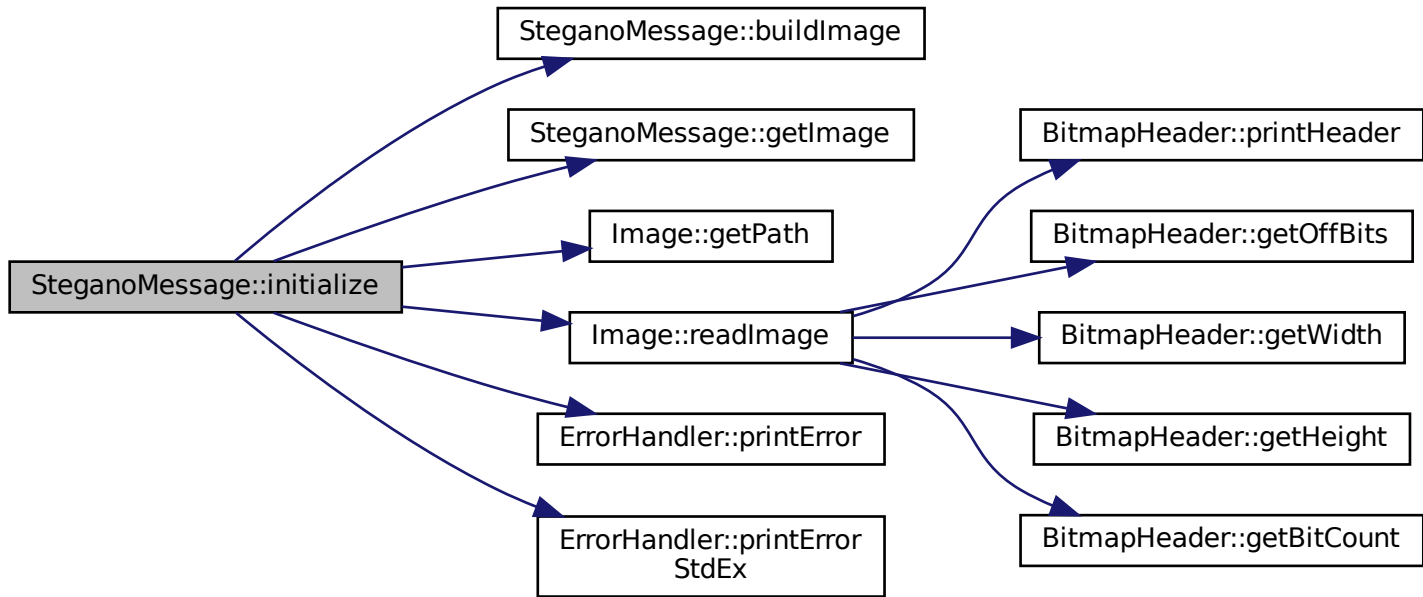 SteganoMessage::initialize
SteganoMessage::buildImage
SteganoMessage::getImage
Image::getPath
Image::readImage
ErrorHandler::printError
ErrorHandler::printError
StdEx
BitmapHeader::printHeader
BitmapHeader::getOffBits
BitmapHeader::getWidth
BitmapHeader::getHeight
BitmapHeader::getBitCount